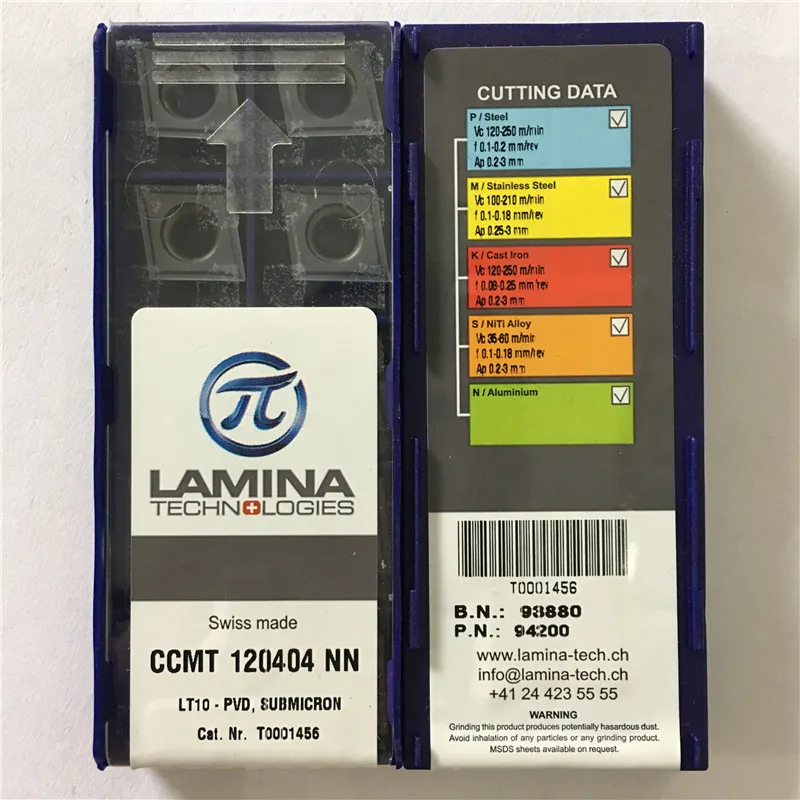 π
LAMINA
TECHNOLOGIES
Swiss made
CCMT 120404 NN
LT10 - PVD, SUBMICRON
Cat. Nr. T0001456
CUTTING DATA
P / Steel
Vc 120-250 m/min
f 0.1-0.2 mm/rev
Ap 0.2-3 mm
M / Stainless Steel
Vc 100-210 m/min
f 0.1-0.18 mm/rev
Ap 0.25-3 mm
K / Cast Iron
Vc 120-250 m/min
f 0.08-0.25 mm/rev
Ap 0.2-3 mm
S / NiTi Alloy
Vc 35-60 m/min
f 0.1-0.18 mm/rev
Ap 0.2-3 mm
N / Aluminium
T0001456
B.N.: 98880
P.N.: 94200
www.lamina-tech.ch
info@lamina-tech.ch
+41 24 423 55 55
WARNING
Grinding this product produces potentially hazardous dust.
Avoid inhalation of any particles or any grinding product.
MSDS sheets available on request.